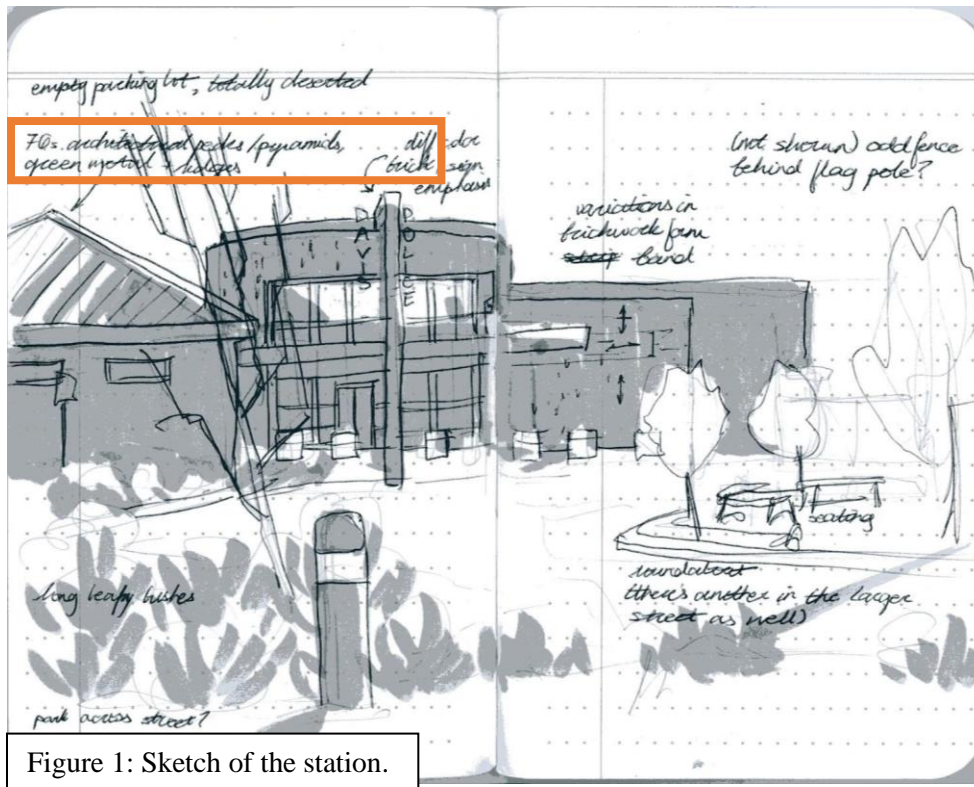 empty parking lot, totally deserted
70s architectural peaks/pyramids,
green metal + ridges
diff color
brick, sign
emphasis
(not shown) odd fence
behind flag pole?
variations in
brickwork form
band
DAVIS
POLICE
seating
roundabout
(there's another in the larger
street as well)
long leafy bushes
park across street?
Figure 1: Sketch of the station.